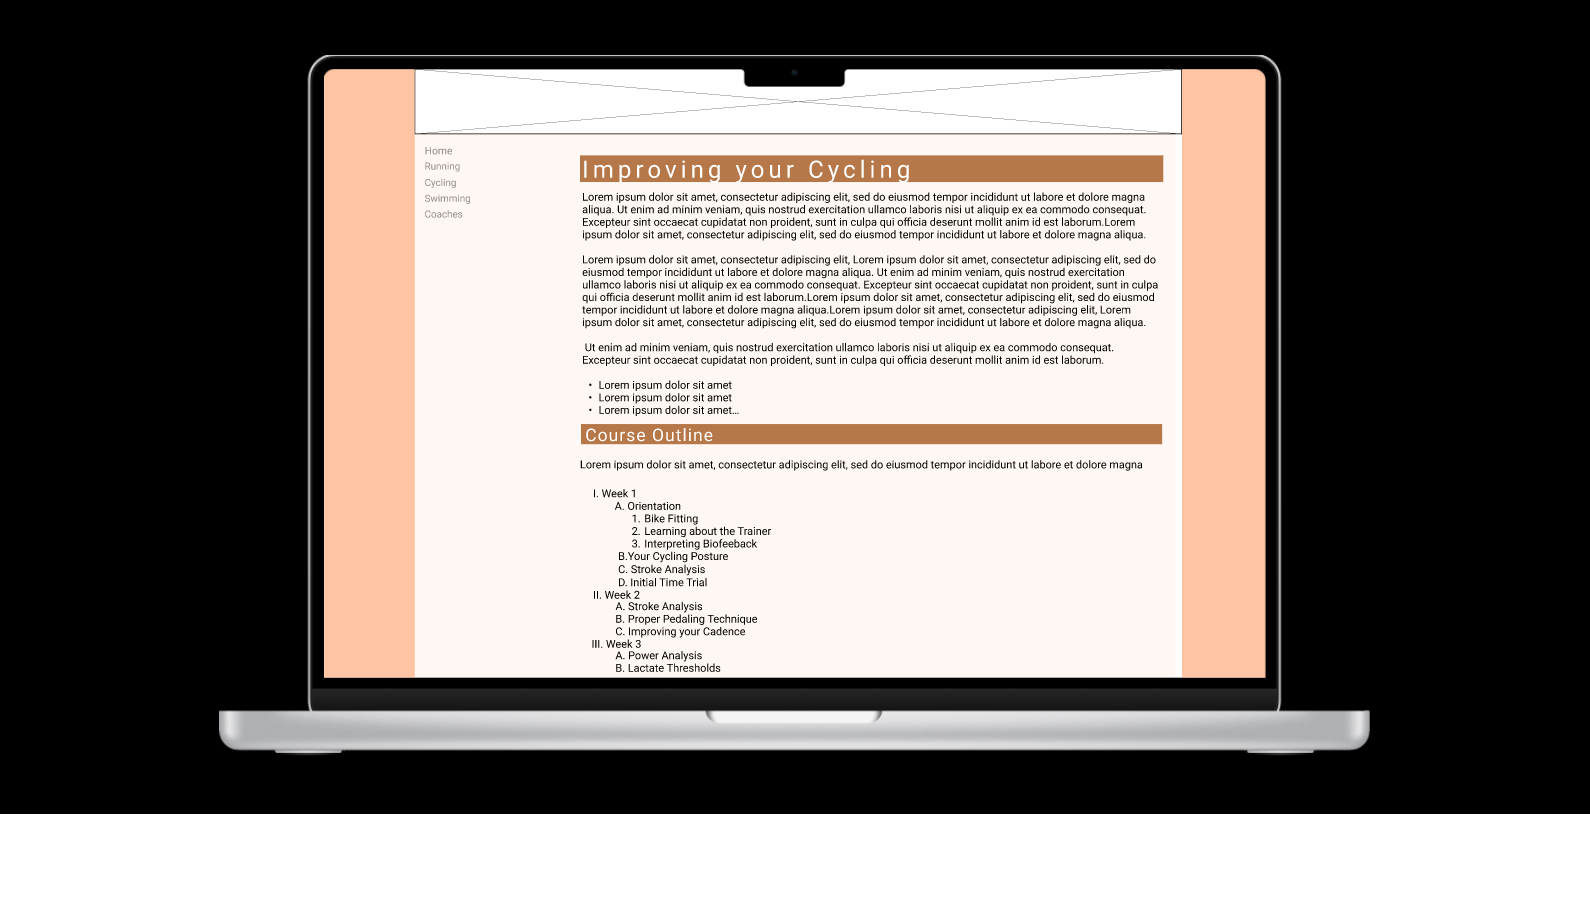 Home
Running
Cycling
Swimming
Coaches
Improving your Cycling
Lorem ipsum dolor sit amet, consectetur adipiscing elit, sed do eiusmod tempor incididunt ut labore et dolore magna
aliqua. Ut enim ad minim veniam, quis nostrud exercitation ullamco laboris nisi ut aliquip ex ea commodo consequat.
Excepteur sint occaecat cupidatat non proident, sunt in culpa qui officia deserunt mollit anim id est laborum.Lorem
ipsum dolor sit amet, consectetur adipiscing elit, sed do eiusmod tempor incididunt ut labore et dolore magna aliqua.
Lorem ipsum dolor sit amet, consectetur adipiscing elit, Lorem ipsum dolor sit amet, consectetur adipiscing elit, sed do
eiusmod tempor incididunt ut labore et dolore magna aliqua. Ut enim ad minim veniam, quis nostrud exercitation
ullamco laboris nisi ut aliquip ex ea commodo consequat. Excepteur sint occaecat cupidatat non proident, sunt in culpa
qui officia deserunt mollit anim id est laborum.Lorem ipsum dolor sit amet, consectetur adipiscing elit, sed do eiusmod
tempor incididunt ut labore et dolore magna aliqua.Lorem ipsum dolor sit amet, consectetur adipiscing elit, Lorem
ipsum dolor sit amet, consectetur adipiscing elit, sed do eiusmod tempor incididunt ut labore et dolore magna aliqua.
Ut enim ad minim veniam, quis nostrud exercitation ullamco laboris nisi ut aliquip ex ea commodo consequat.
Excepteur sint occaecat cupidatat non proident, sunt in culpa qui officia deserunt mollit anim id est laborum.
• Lorem ipsum dolor sit amet
• Lorem ipsum dolor sit amet
• Lorem ipsum dolor sit amet...
Course Outline
Lorem ipsum dolor sit amet, consectetur adipiscing elit, sed do eiusmod tempor incididunt ut labore et dolore magna
I. Week 1
A. Orientation
1. Bike Fitting
2. Learning about the Trainer
3. Interpreting Biofeeback
B.Your Cycling Posture
C. Stroke Analysis
D. Initial Time Trial
II. Week 2
A. Stroke Analysis
B. Proper Pedaling Technique
C. Improving your Cadence
III. Week 3
A. Power Analysis
B. Lactate Thresholds